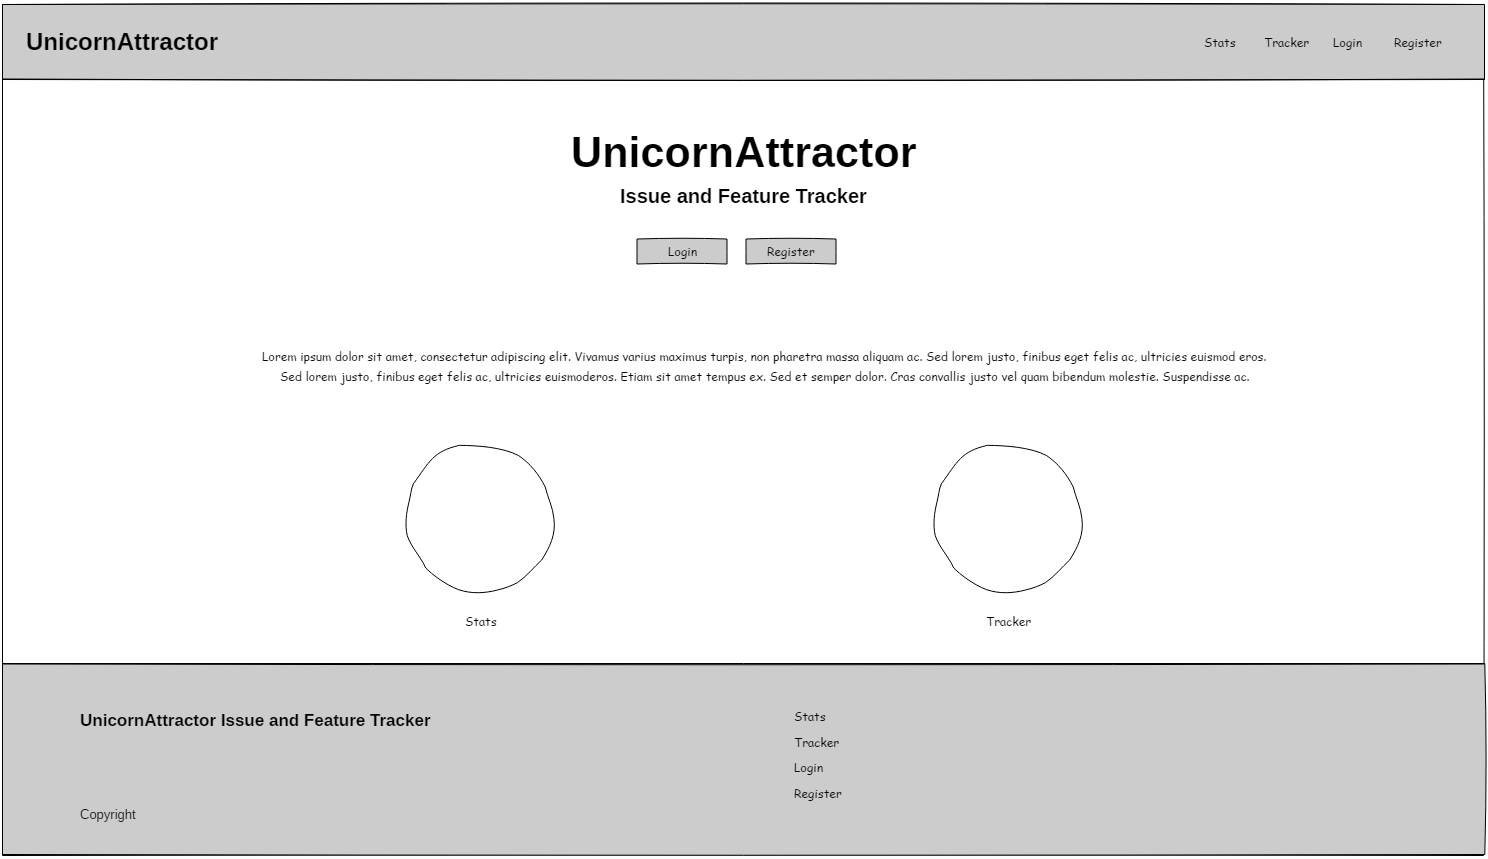 UnicornAttractor
Stats Tracker Login Register
UnicornAttractor
Issue and Feature Tracker
Login Register
Lorem ipsum dolor sit amet, consectetur adipiscing elit. Vivamus varius maximus turpis, non pharetra massa aliquam ac. Sed lorem justo, finibus eget felis ac, ultricies euismod eros.
Sed lorem justo, finibus eget felis ac, ultricies euismoderos. Etiam sit amet tempus ex. Sed et semper dolor. Cras convallis justo vel quam bibendum molestie. Suspendisse ac.
Stats
Tracker
UnicornAttractor Issue and Feature Tracker
Copyright
Stats
Tracker
Login
Register